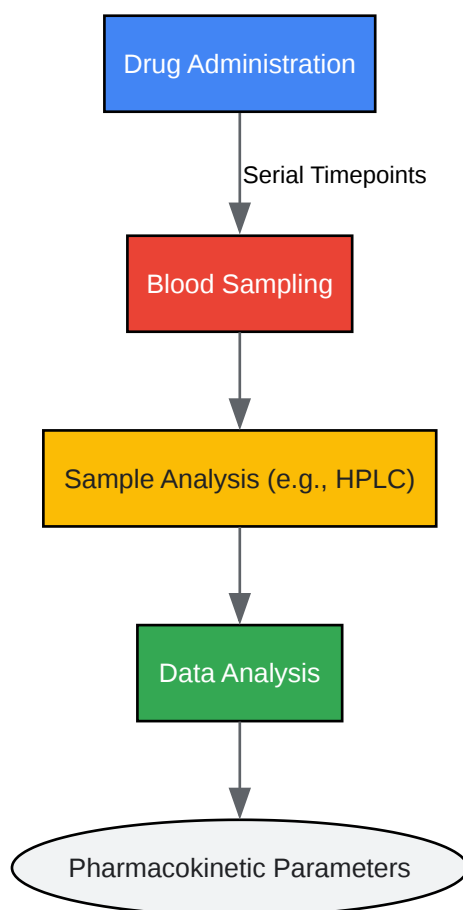 Drug Administration
Serial Timepoints
Blood Sampling
Sample Analysis (e.g., HPLC)
Data Analysis
Pharmacokinetic Parameters